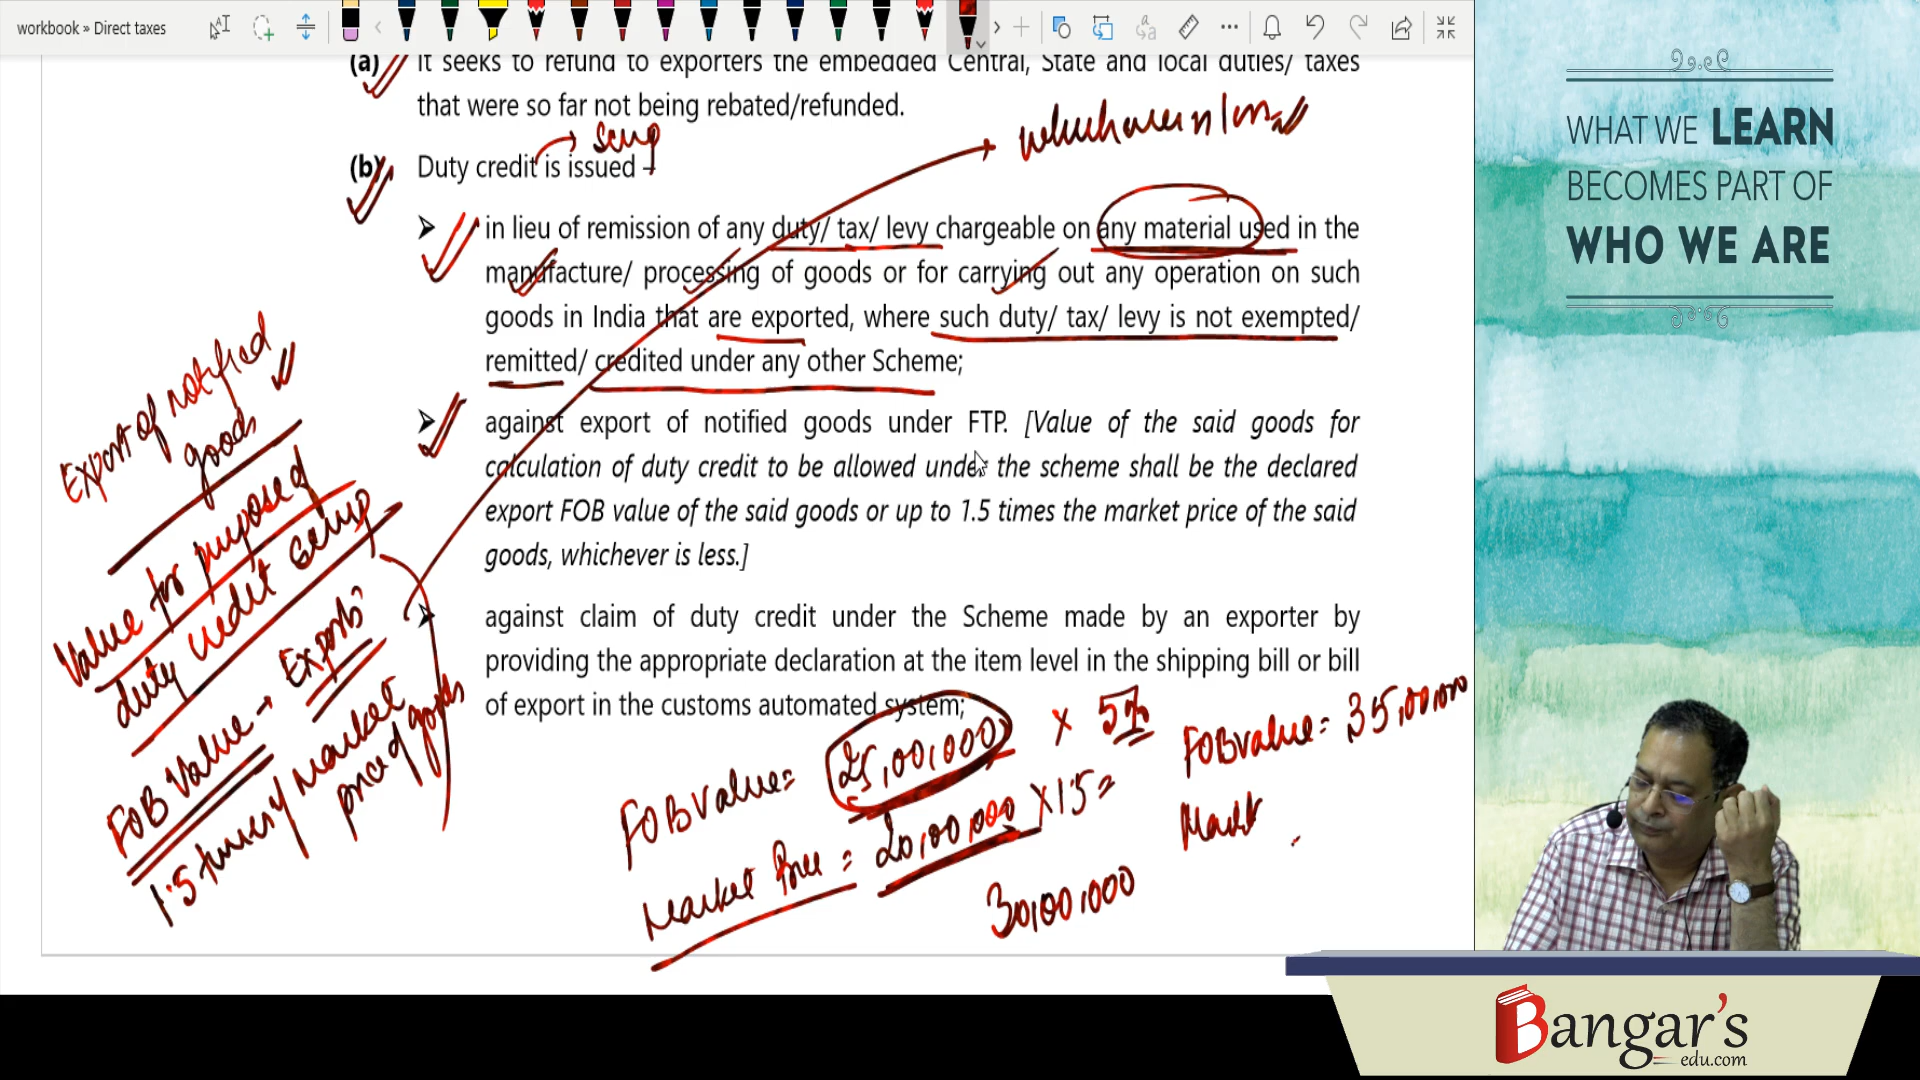 workbook » Direct taxes
(a) It seeks to refund to exporters the embedded Central, State and local duties/ taxes
that were so far not being rebated/refunded.
(b) Duty credit is issued –
➤ in lieu of remission of any duty/ tax/ levy chargeable on any material used in the
manufacture/ processing of goods or for carrying out any operation on such
goods in India that are exported, where such duty/ tax/ levy is not exempted/
remitted/ credited under any other Scheme;
➤ against export of notified goods under FTP. [Value of the said goods for
calculation of duty credit to be allowed under the scheme shall be the declared
export FOB value of the said goods or up to 1.5 times the market price of the said
goods, whichever is less.]
➤ against claim of duty credit under the Scheme made by an exporter by
providing the appropriate declaration at the item level in the shipping bill or bill
of export in the customs automated system;
Export of notified
goods
Value for purpose of
duty credit scrip
FOB Value → Exports
1.5 times of Market
price of goods
FOB Value = 25,00,000 × 5%
Market Price = 20,00,000 × 1.5 =
30,00,000
FOB Value = 35,00,000
WHAT WE LEARN
BECOMES PART OF
WHO WE ARE
Bangar's
edu.com